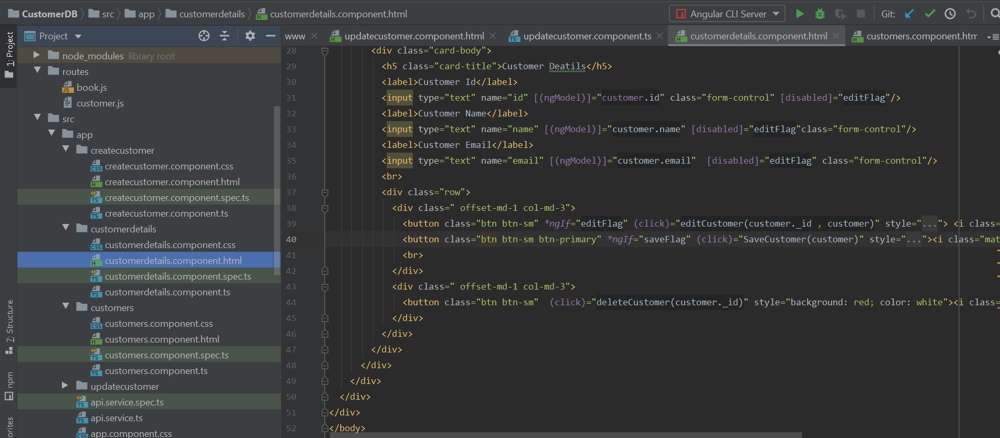 CustomerDB src app customerdetails customerdetails.component.html Angular CLI Server Git:
Project
www updatecustomer.component.html updatecustomer.component.ts customerdetails.component.html customers.component.htm
1: Project
7: Structure
npm
orites
node_modules library root
routes
book.js
customer.js
src
app
createcustomer
createcustomer.component.css
createcustomer.component.html
createcustomer.component.spec.ts
createcustomer.component.ts
customerdetails
customerdetails.component.css
customerdetails.component.html
customerdetails.component.spec.ts
customerdetails.component.ts
customers
customers.component.css
customers.component.html
customers.component.spec.ts
customers.component.ts
updatecustomer
api.service.spec.ts
api.service.ts
app.component.css
28 <div class="card-body">
29 <h5 class="card-title">Customer Deatils</h5>
30 <label>Customer Id</label>
31 <input type="text" name="id" [(ngModel)]="customer.id" class="form-control" [disabled]="editFlag"/>
32 <label>Customer Name</label>
33 <input type="text" name="name" [(ngModel)]="customer.name" [disabled]="editFlag"class="form-control"/>
34 <label>Customer Email</label>
35 <input type="text" name="email" [(ngModel)]="customer.email"  [disabled]="editFlag" class="form-control"/>
36 <br>
37 <div class="row">
38 <div class=" offset-md-1 col-md-3">
39 <button class="btn btn-sm" *ngIf="editFlag" (click)="editCustomer(customer._id , customer)" style="..."> <i class=
40 <button class="btn btn-sm btn-primary" *ngIf="saveFlag" (click)="SaveCustomer(customer)" style="..."><i class="mat
41 <br>
42 </div>
43 <div class=" offset-md-1 col-md-3">
44 <button class="btn btn-sm"  (click)="deleteCustomer(customer._id)" style="background: red; color: white"><i class=
45 </div>
46 </div>
47 </div>
48 </div>
49 </div>
50 </div>
51 </div>
52 </body>